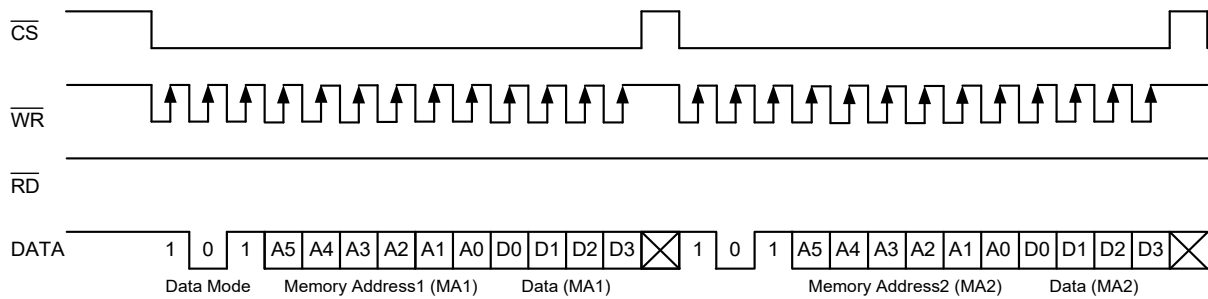 CS
WR
RD
DATA 1 0 1 A5 A4 A3 A2 A1 A0 D0 D1 D2 D3 1 0 1 A5 A4 A3 A2 A1 A0 D0 D1 D2 D3
Data Mode Memory Address1 (MA1) Data (MA1) Memory Address2 (MA2) Data (MA2)